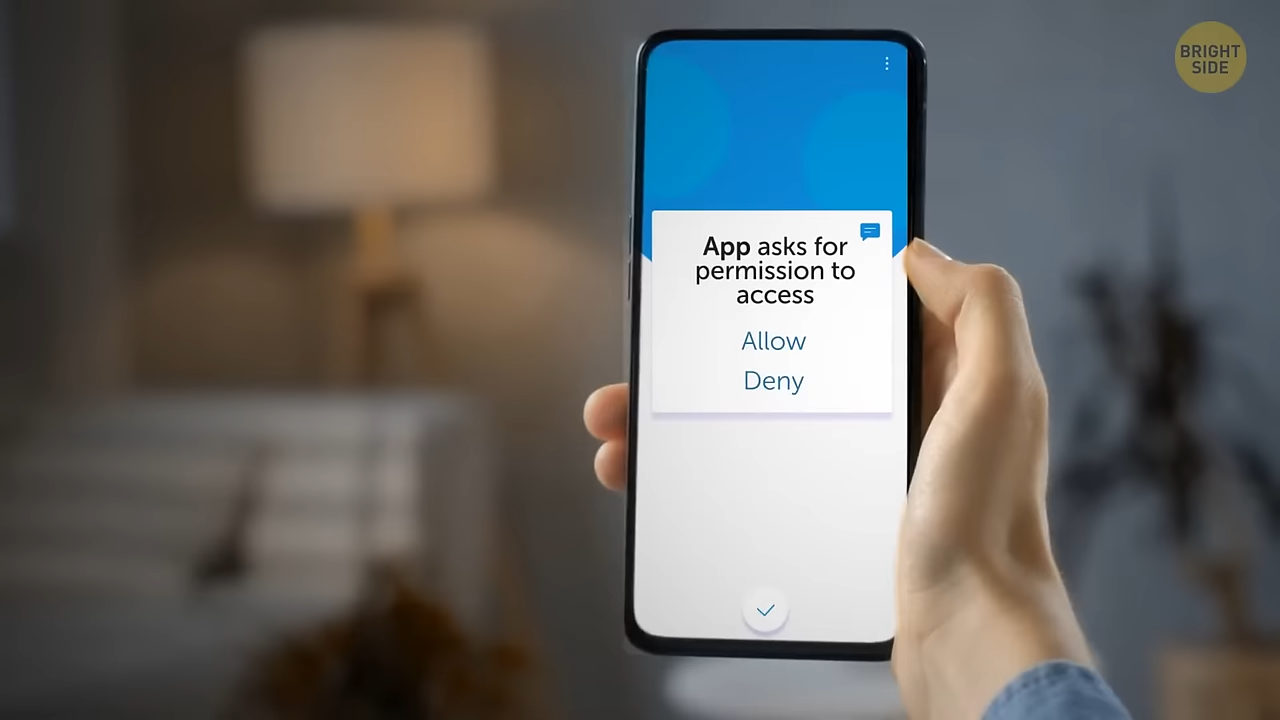 BRIGHT
SIDE
App asks for
permission to
access
Allow
Deny